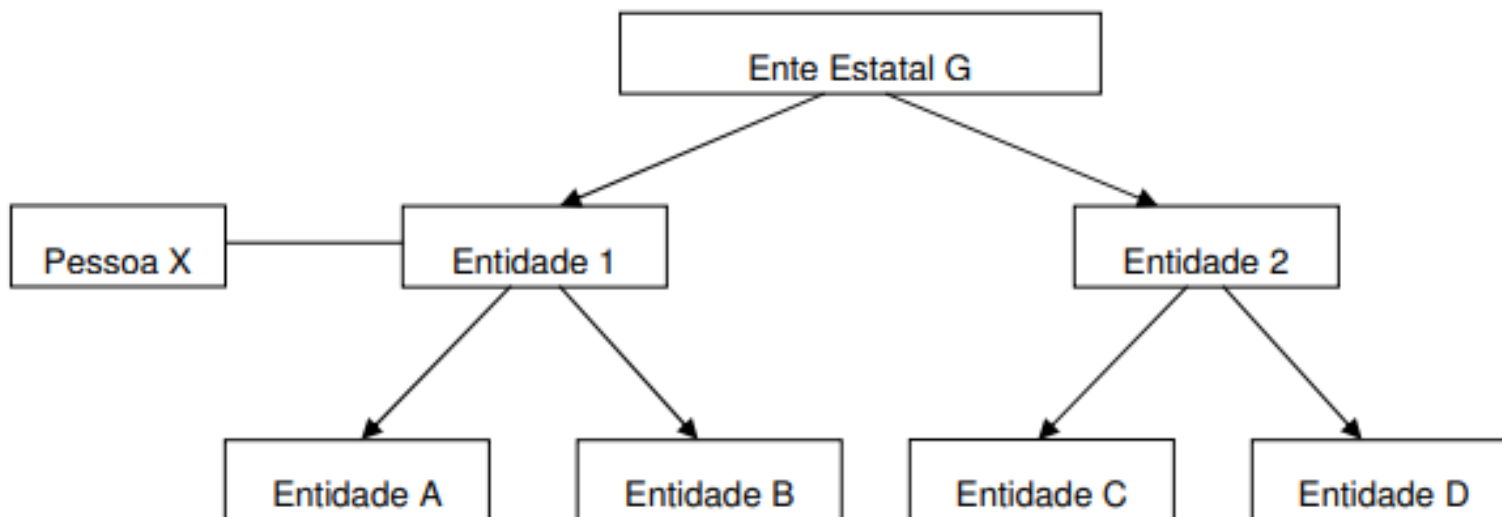 Ente Estatal G
Pessoa X
Entidade 1
Entidade 2
Entidade A
Entidade B
Entidade C
Entidade D